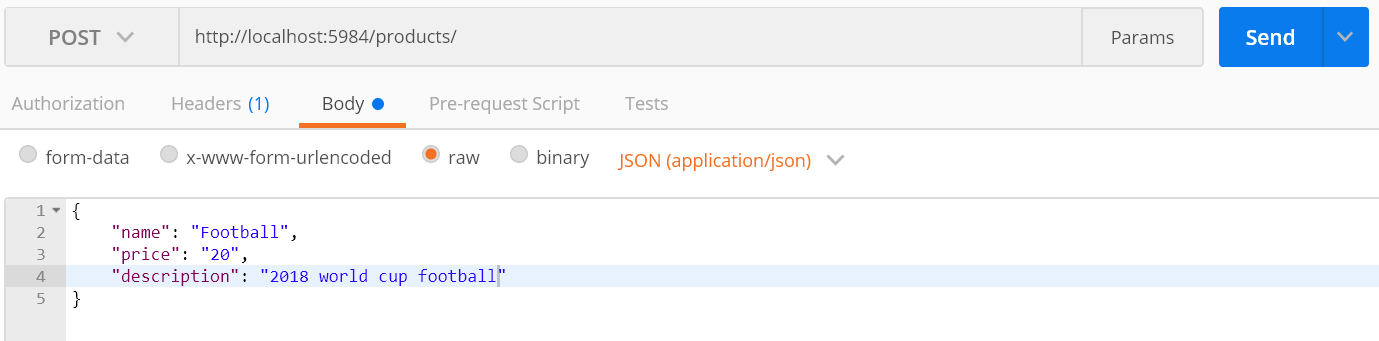 POST http://localhost:5984/products/ Params Send
Authorization Headers (1) Body Pre-request Script Tests
form-data x-www-form-urlencoded raw binary JSON (application/json)
1 {
2 "name": "Football",
3 "price": "20",
4 "description": "2018 world cup football"
5 }